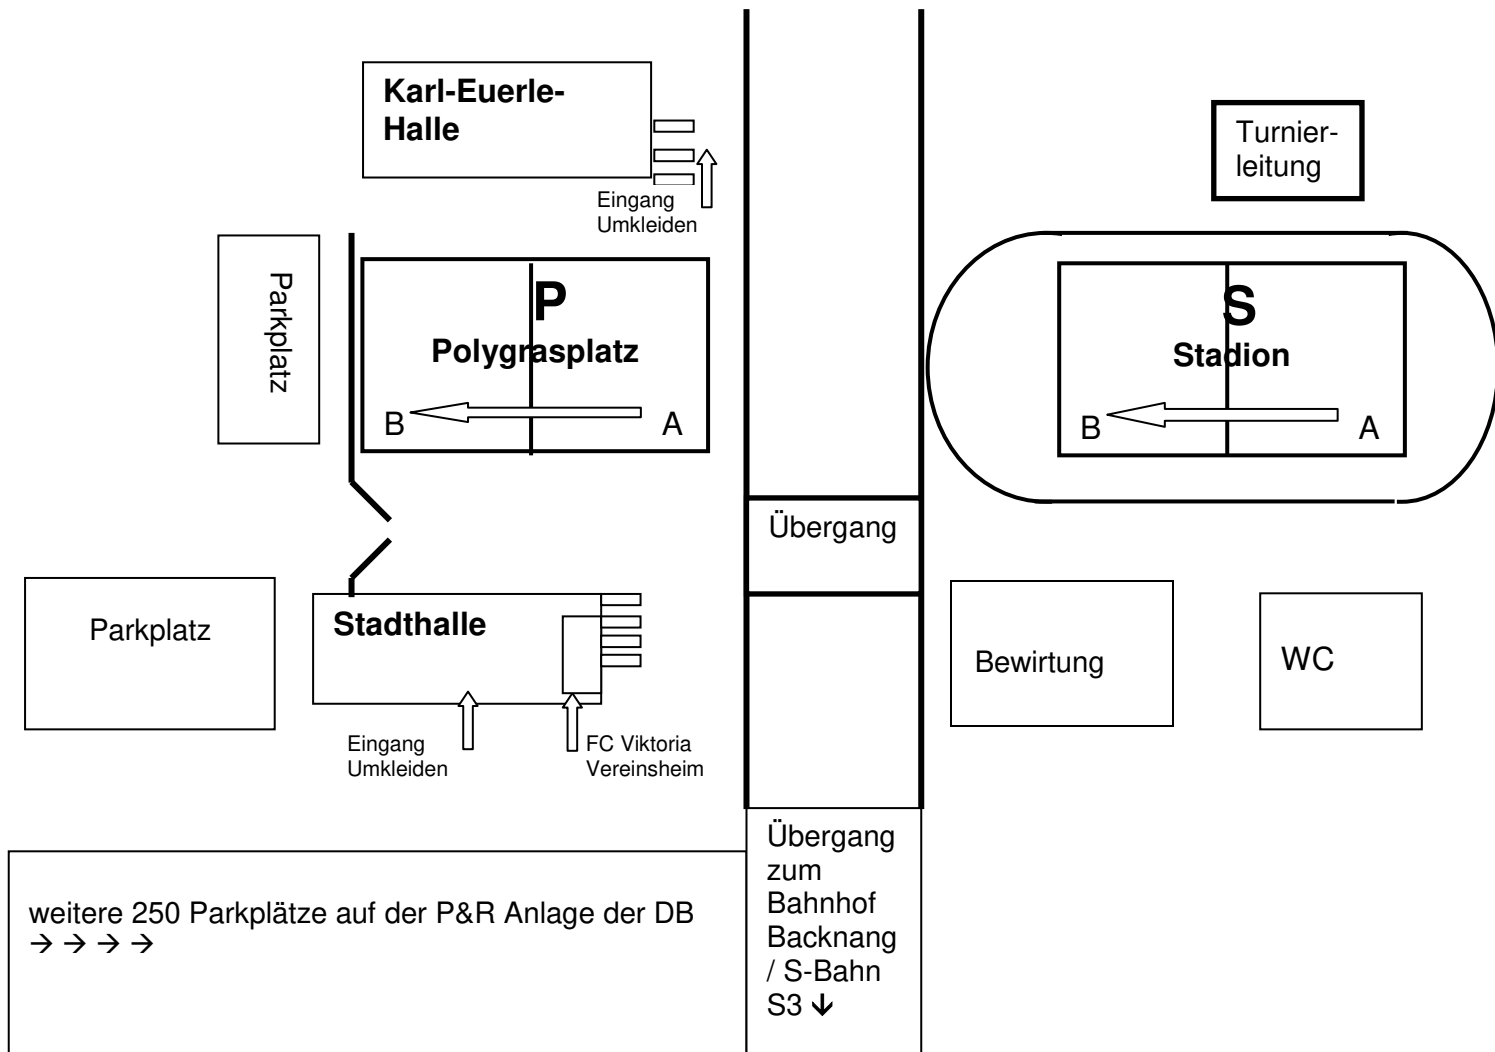 Karl-Euerle-
Halle
Turnier-
leitung
Eingang
Umkleiden
Parkplatz
P
Polygrasplatz
B
A
S
Stadion
B
A
Übergang
Parkplatz
Stadthalle
Bewirtung
WC
Eingang
Umkleiden
FC Viktoria
Vereinsheim
Übergang
zum
Bahnhof
Backnang
/ S-Bahn
S3 ↓
weitere 250 Parkplätze auf der P&R Anlage der DB
→ → → →